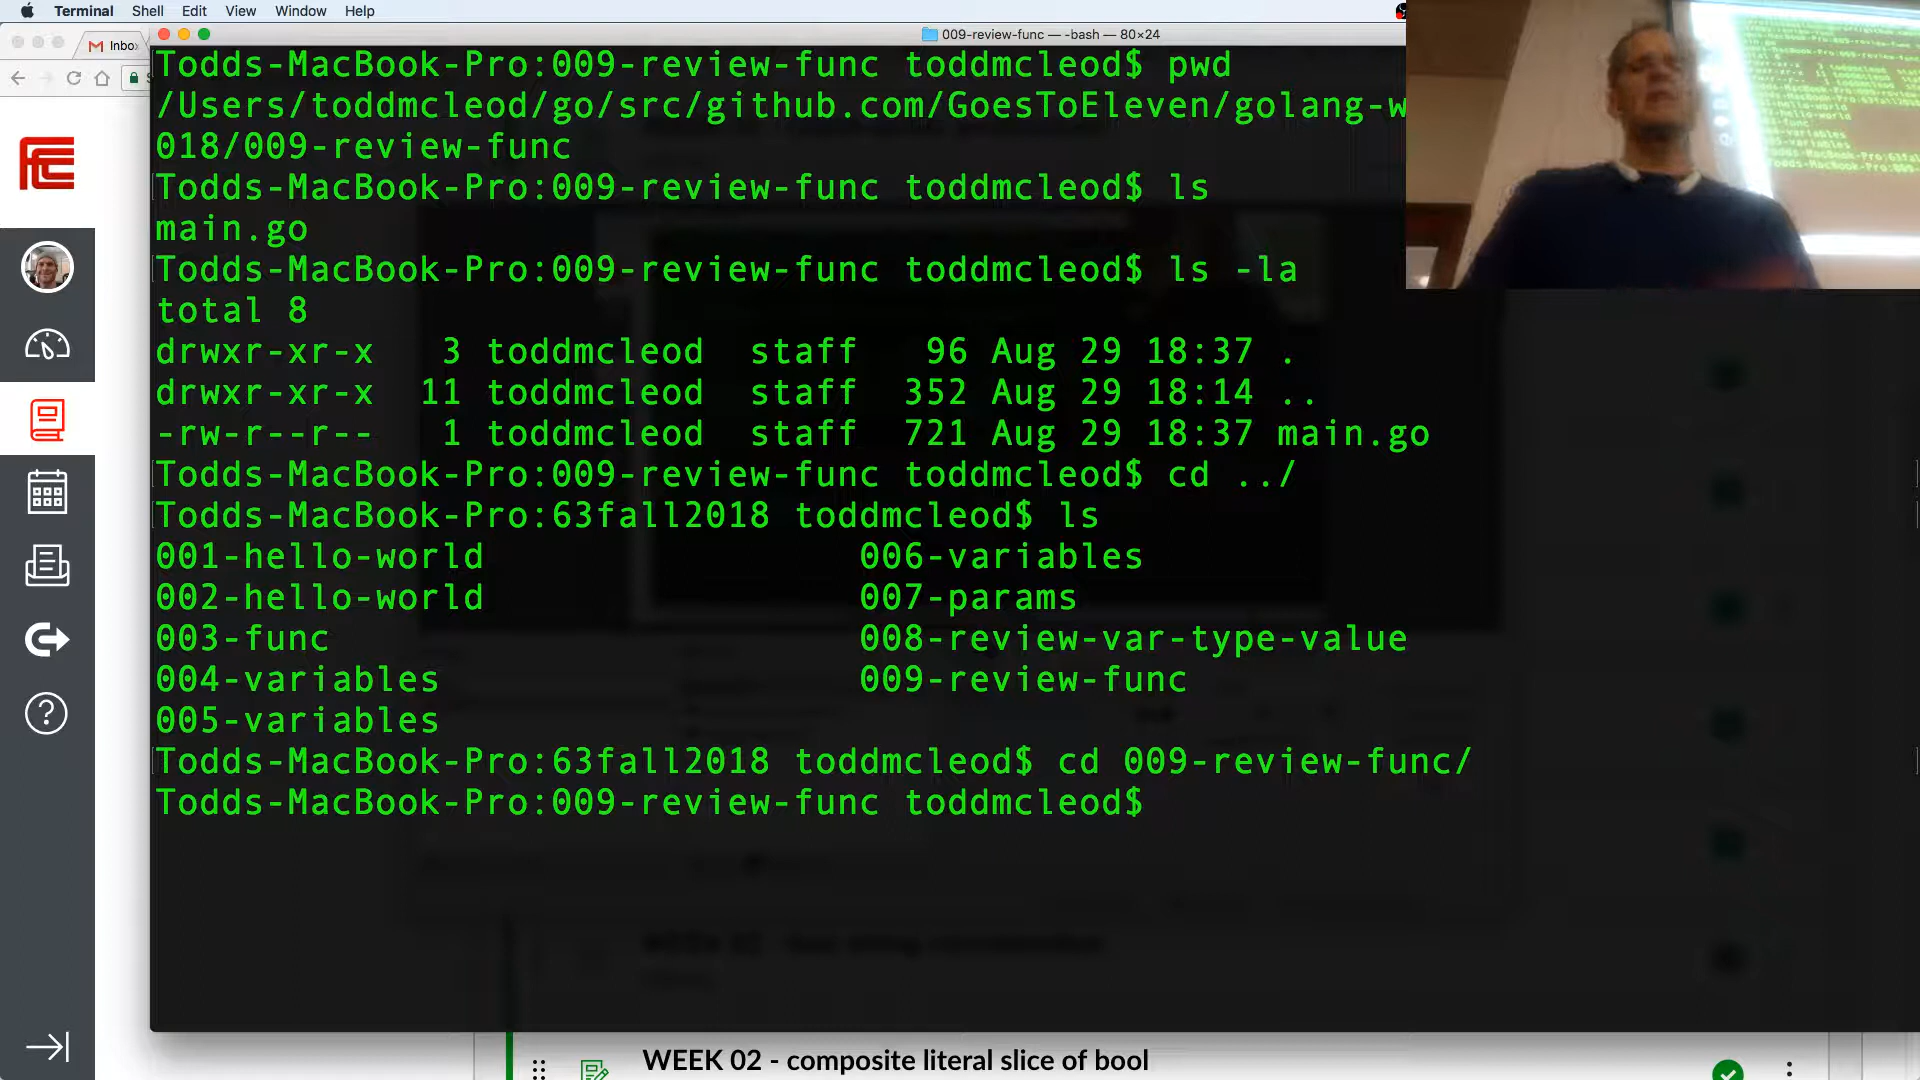 Terminal Shell Edit View Window Help
009-review-func — -bash — 80×24
Inbo
Todds-MacBook-Pro:009-review-func toddmcleod$ pwd
/Users/toddmcleod/go/src/github.com/GoesToEleven/golang-w
018/009-review-func
Todds-MacBook-Pro:009-review-func toddmcleod$ ls
main.go
Todds-MacBook-Pro:009-review-func toddmcleod$ ls -la
total 8
drwxr-xr-x 3 toddmcleod staff 96 Aug 29 18:37 .
drwxr-xr-x 11 toddmcleod staff 352 Aug 29 18:14 ..
-rw-r--r-- 1 toddmcleod staff 721 Aug 29 18:37 main.go
Todds-MacBook-Pro:009-review-func toddmcleod$ cd ../
Todds-MacBook-Pro:63fall2018 toddmcleod$ ls
001-hello-world 006-variables
002-hello-world 007-params
003-func 008-review-var-type-value
004-variables 009-review-func
005-variables
Todds-MacBook-Pro:63fall2018 toddmcleod$ cd 009-review-func/
Todds-MacBook-Pro:009-review-func toddmcleod$
WEEK 02 - composite literal slice of bool